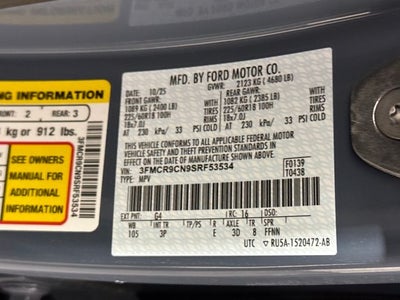 NG INFORMATION
FRONT: 2 REAR: 3
kg or 912 lbs.
SEE OWNERS
MANUAL FOR
ADDITIONAL
INFORMATION
3FMCR9CN9SRF53534
MFD. BY FORD MOTOR CO.
DATE: 10/25 GVWR: 2123 KG ( 4680 LB)
FRONT GAWR: REAR GAWR:
1089 KG ( 2400 LB) 1082 KG ( 2385 LB)
225/60R18 100H TIRES 225/60R18 100H
18x7.0J RIMS 18x7.0J
AT 230 kPa/ 33 PSI COLD AT 230 kPa/ 33 PSI COLD
THIS VEHICLE CONFORMS TO ALL APPLICABLE FEDERAL MOTOR
VEHICLE SAFETY AND THEFT PREVENTION STANDARDS IN EFFECT
ON THE DATE OF MANUFACTURE SHOWN ABOVE.
VIN: 3FMCR9CN9SRF53534 F0139
TYPE: MPV T0438
EXT PNT: G4 RC: 16 DSO:
WB INT TP/PS R AXLE TR SPR
105 3P E 3D 8 FFNN
UTC RU5A-1520472-AB